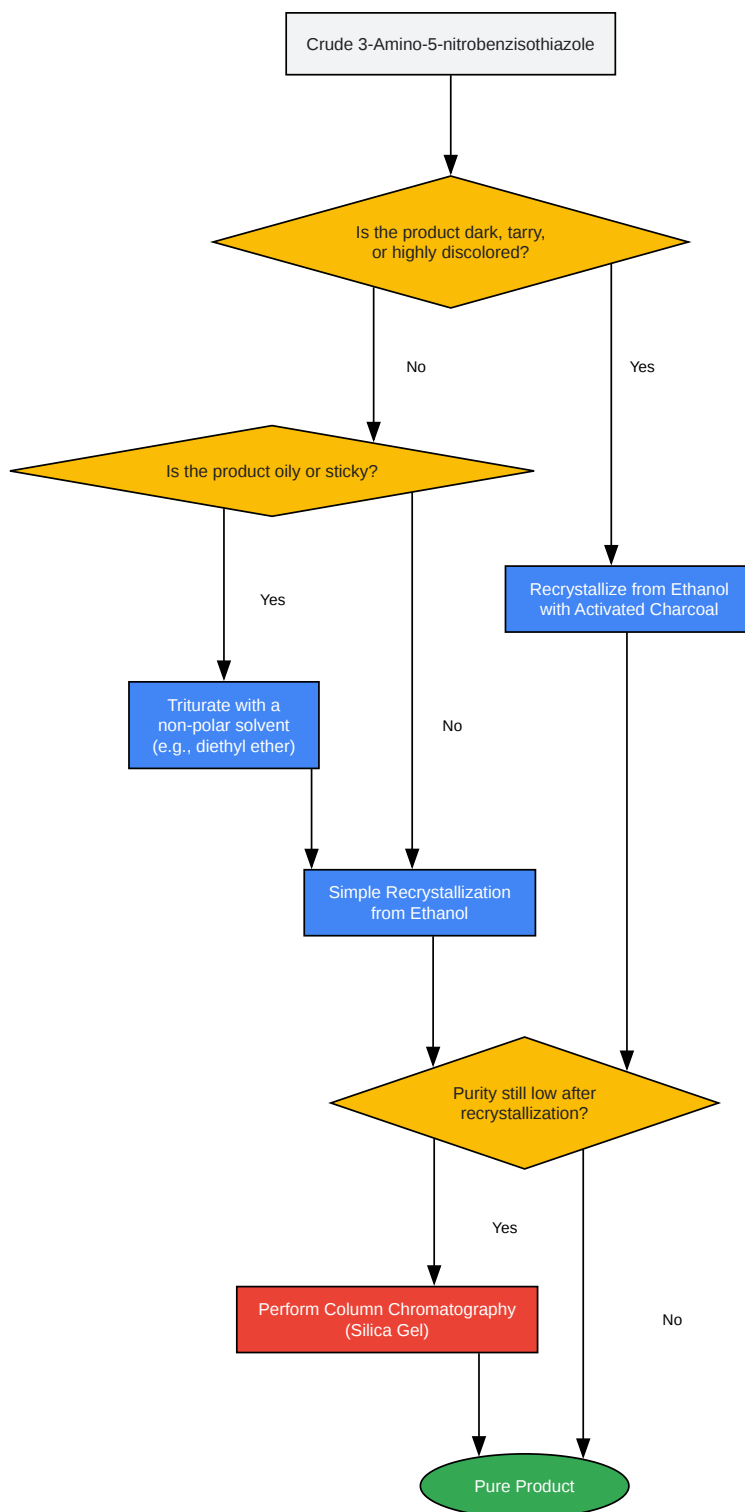 Crude 3-Amino-5-nitrobenzisothiazole
Is the product dark, tarry,
or highly discolored?
No
Yes
Is the product oily or sticky?
Recrystallize from Ethanol
with Activated Charcoal
Yes
Triturate with a
non-polar solvent
(e.g., diethyl ether)
No
Simple Recrystallization
from Ethanol
Purity still low after
recrystallization?
Yes
Perform Column Chromatography
(Silica Gel)
No
Pure Product